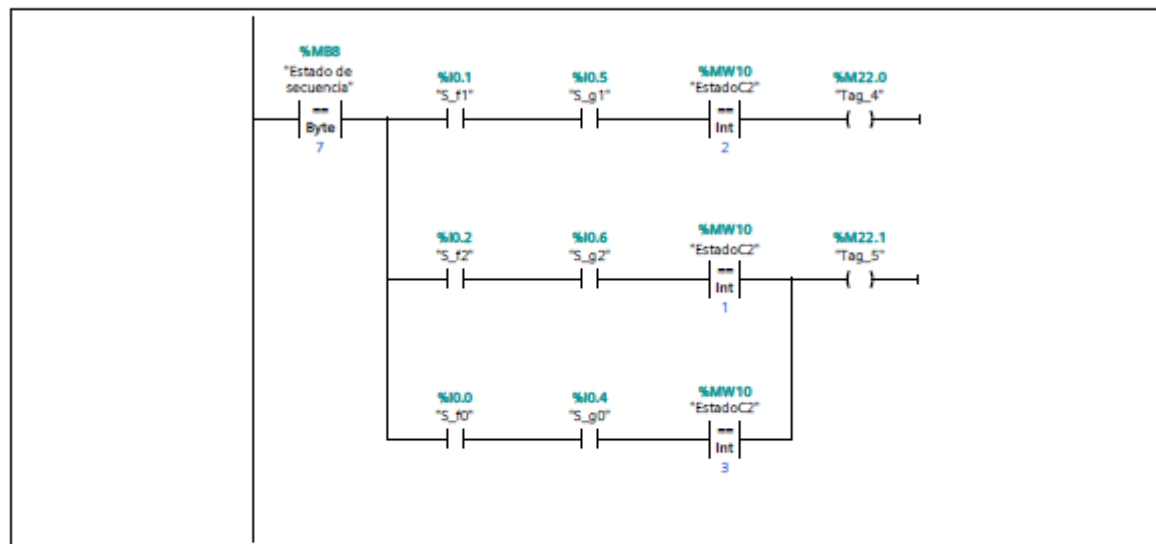 %MB8
"Estado de
secuencia"
==
Byte
7
%I0.1
"S_f1"
%I0.5
"S_g1"
%MW10
"EstadoC2"
==
Int
2
%M22.0
"Tag_4"
%I0.2
"S_f2"
%I0.6
"S_g2"
%MW10
"EstadoC2"
==
Int
1
%M22.1
"Tag_5"
%I0.0
"S_f0"
%I0.4
"S_g0"
%MW10
"EstadoC2"
==
Int
3